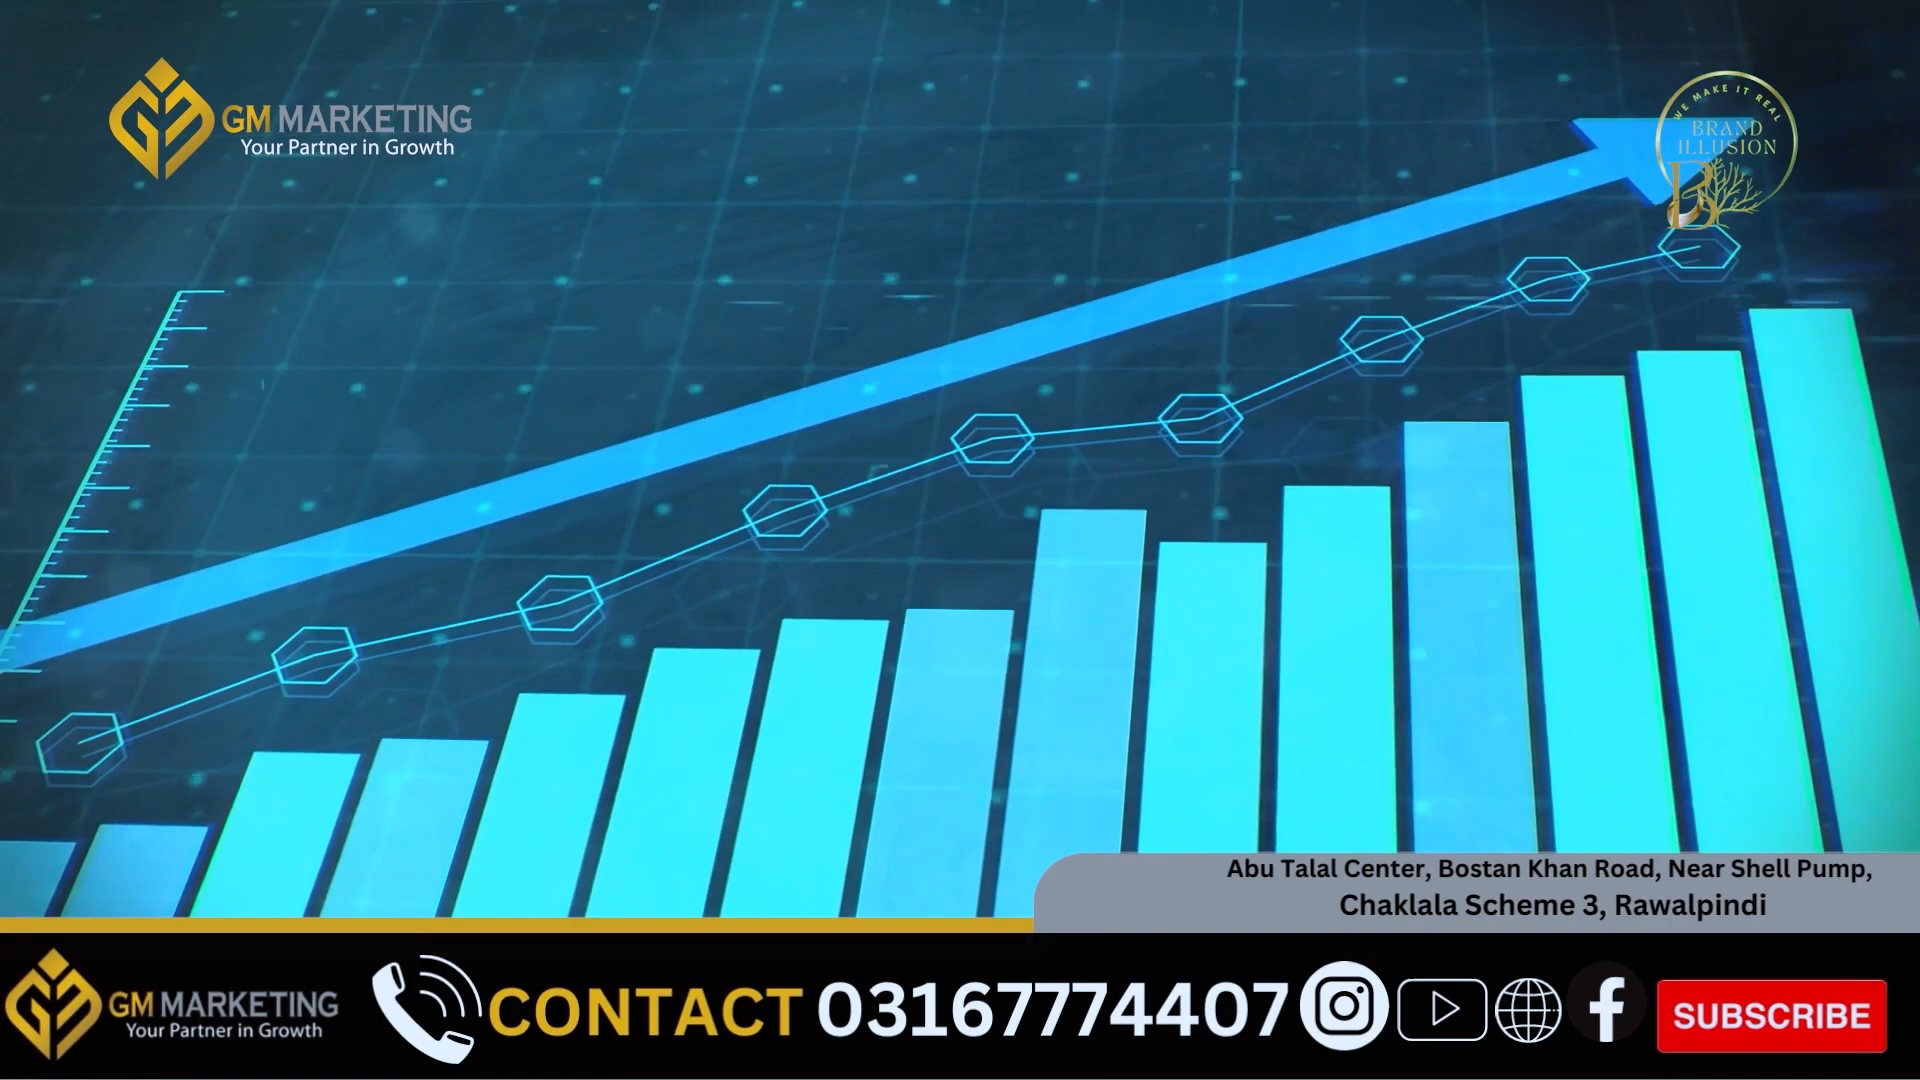 GM MARKETING
Your Partner in Growth
WE MAKE IT REAL
BRAND
ILLUSION
B
Abu Talal Center, Bostan Khan Road, Near Shell Pump,
Chaklala Scheme 3, Rawalpindi
GM MARKETING
Your Partner in Growth
CONTACT 03167774407
SUBSCRIBE